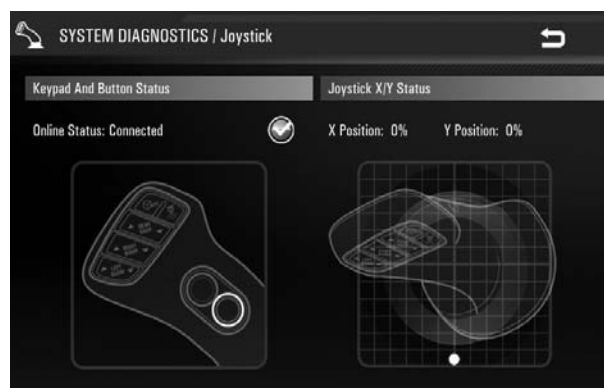 SYSTEM DIAGNOSTICS / Joystick
Keypad And Button Status
Joystick X/Y Status
Online Status: Connected
X Position: 0% Y Position: 0%